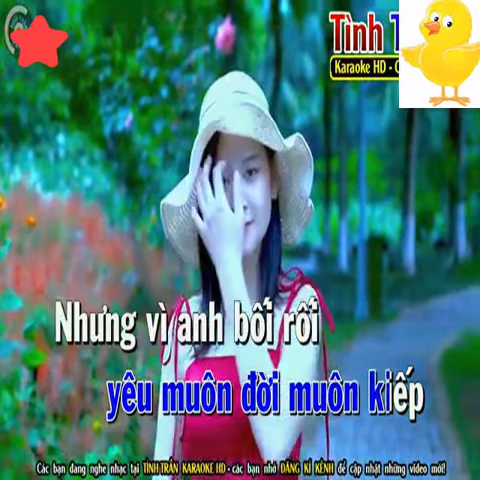 Tình
Karaoke HD -
Nhưng vì anh bối rối
yêu muôn đời muôn kiếp
Các bạn đang nghe nhạc tại TÌNH TRẦN KARAOKE HD - các bạn nhớ ĐĂNG KÍ KÊNH để cập nhật những video mới!